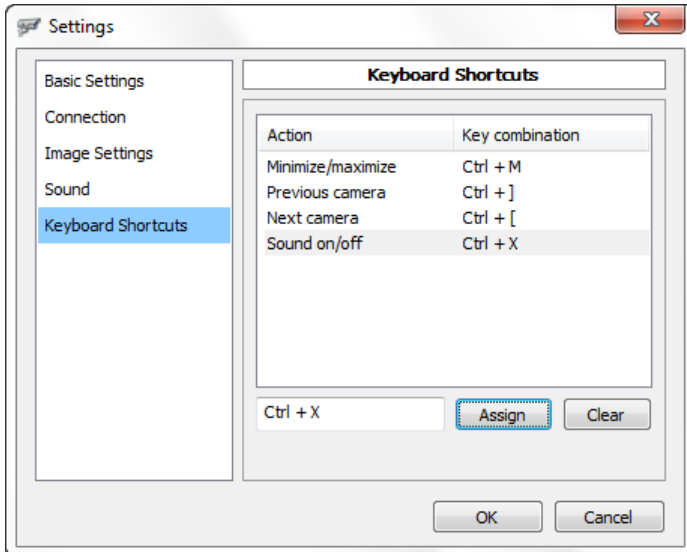 Settings
Basic Settings
Connection
Image Settings
Sound
Keyboard Shortcuts
Keyboard Shortcuts
Action Key combination
Minimize/maximize Ctrl + M
Previous camera Ctrl + ]
Next camera Ctrl + [
Sound on/off Ctrl + X
Ctrl + X Assign Clear
OK Cancel